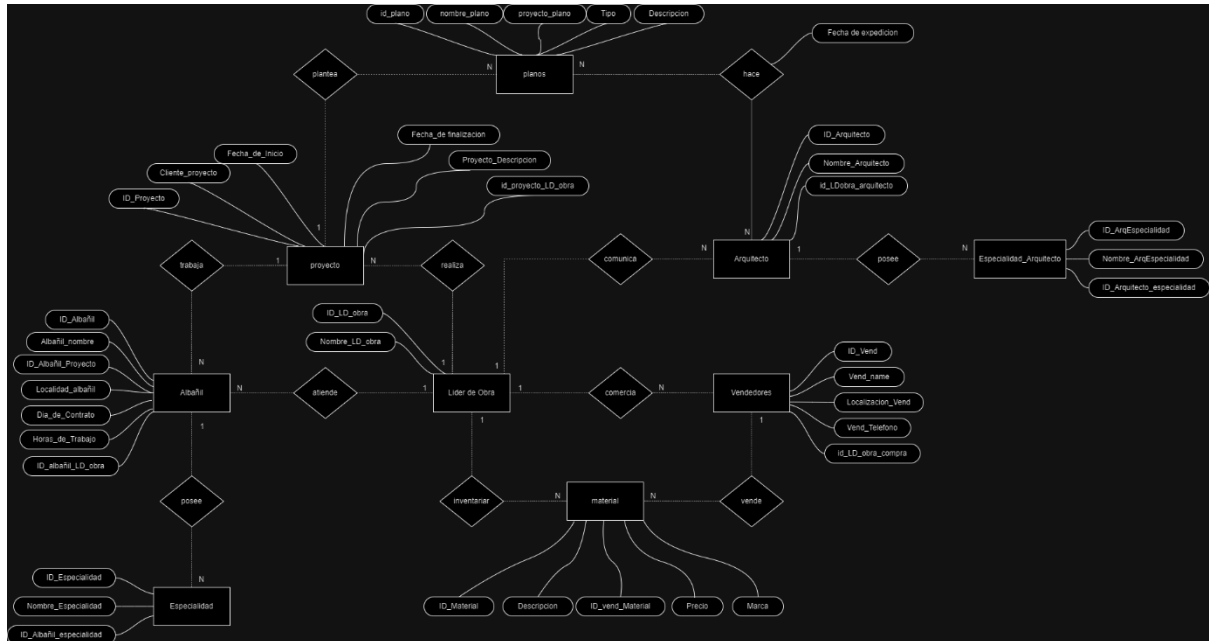 id_plano
nombre_plano
proyecto_plano
Tipo
Descripcion
Fecha de expedicion
plantea
N
planos
N
hace
Fecha_de finalizacion
ID_Arquitecto
Fecha_de_Inicio
Proyecto_Descripcion
Nombre_Arquitecto
Cliente_proyecto
id_proyecto_LD_obra
id_LDobra_arquitecto
ID_Proyecto
1
N
ID_ArqEspecialidad
trabaja
1
proyecto
N
realiza
comunica
N
Arquitecto
1
posee
N
Especialidad_Arquitecto
Nombre_ArqEspecialidad
ID_Arquitecto_especialidad
ID_Albañil
ID_LD_obra
Albañil_nombre
Nombre_LD_obra
ID_Vend
ID_Albañil_Proyecto
N
1
1
Vend_name
Localidad_albañil
Albañil
N
atiende
1
Lider de Obra
1
comercia
N
Vendedores
Localizacion_Vend
Dia_de_Contrato
Vend_Telefono
Horas_de_Trabajo
1
1
1
id_LD_obra_compra
ID_albañil_LD_obra
posee
inventariar
N
material
N
vende
ID_Especialidad
N
Nombre_Especialidad
Especialidad
ID_Material
Descripcion
ID_vend_Material
Precio
Marca
ID_Albañil_especialidad